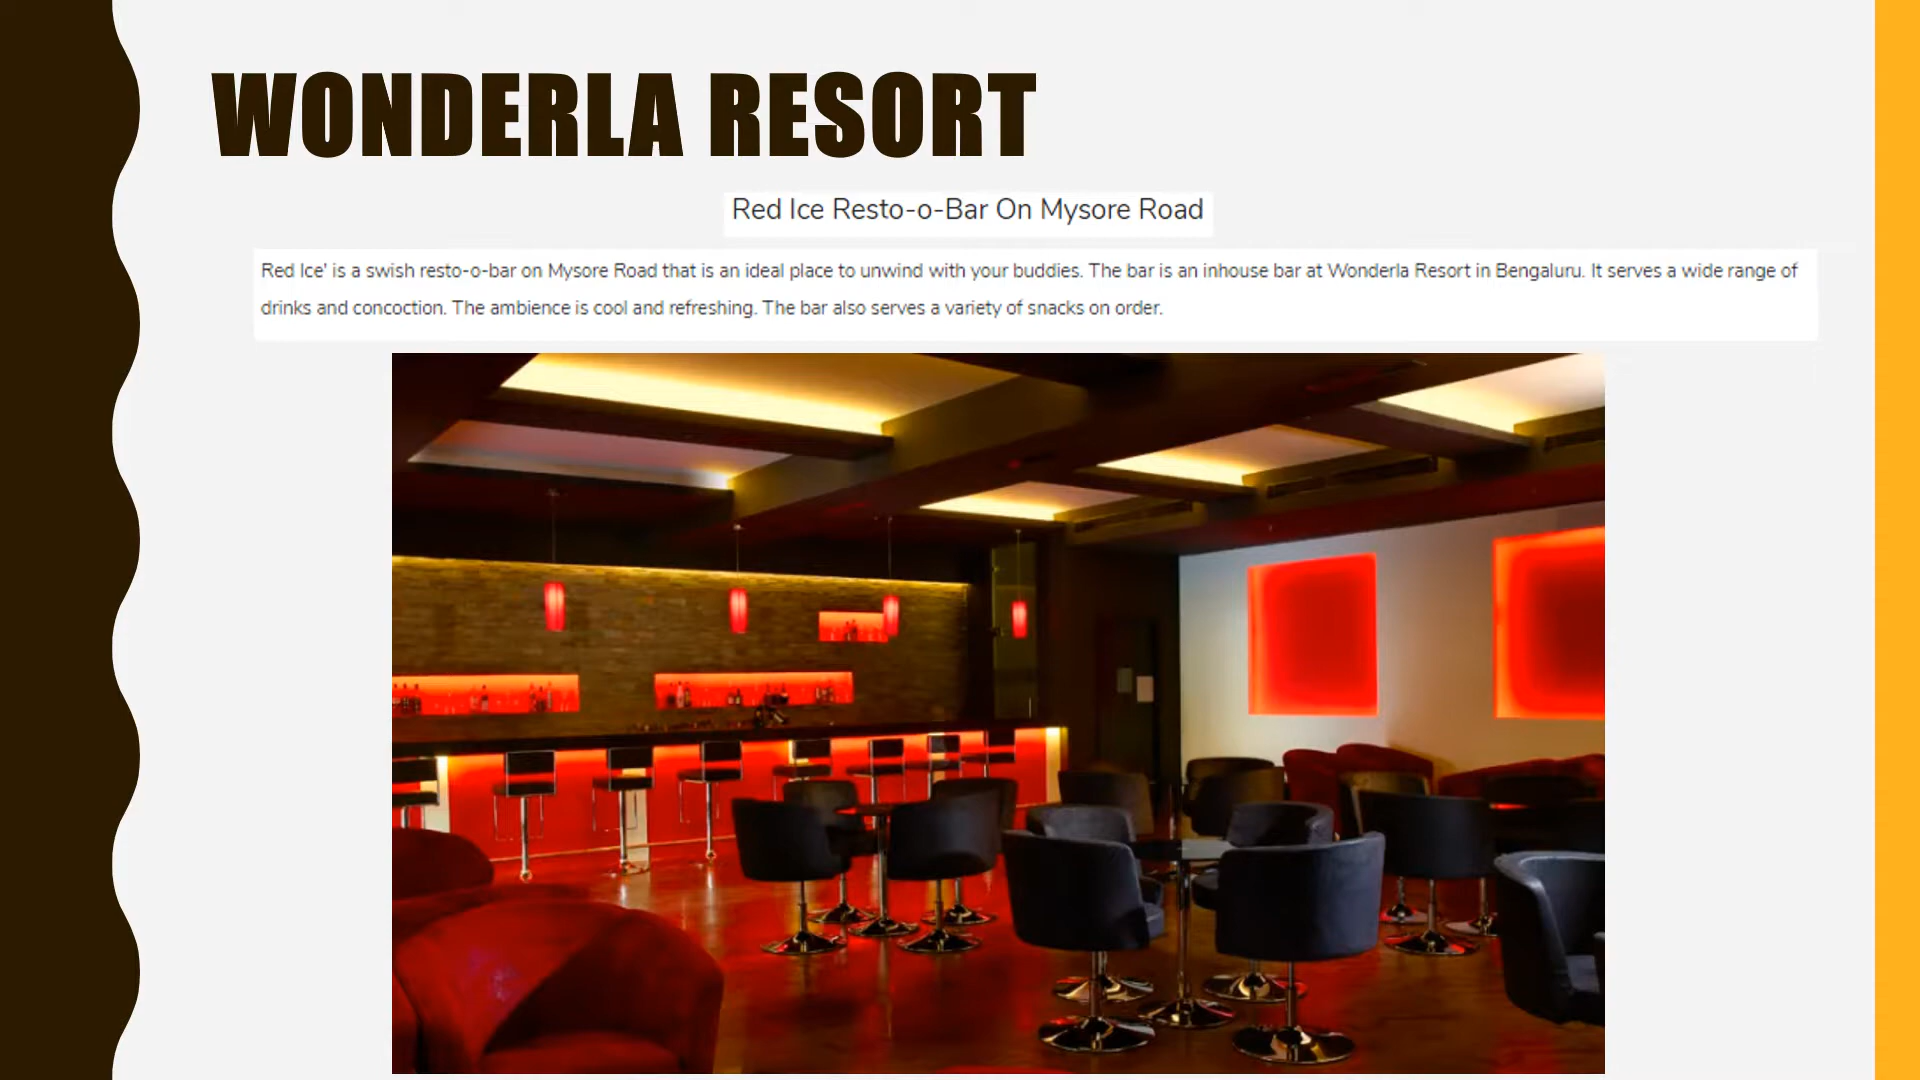 WONDERLA RESORT
Red Ice Resto-o-Bar On Mysore Road
Red Ice' is a swish resto-o-bar on Mysore Road that is an ideal place to unwind with your buddies. The bar is an inhouse bar at Wonderla Resort in Bengaluru. It serves a wide range of
drinks and concoction. The ambience is cool and refreshing. The bar also serves a variety of snacks on order.